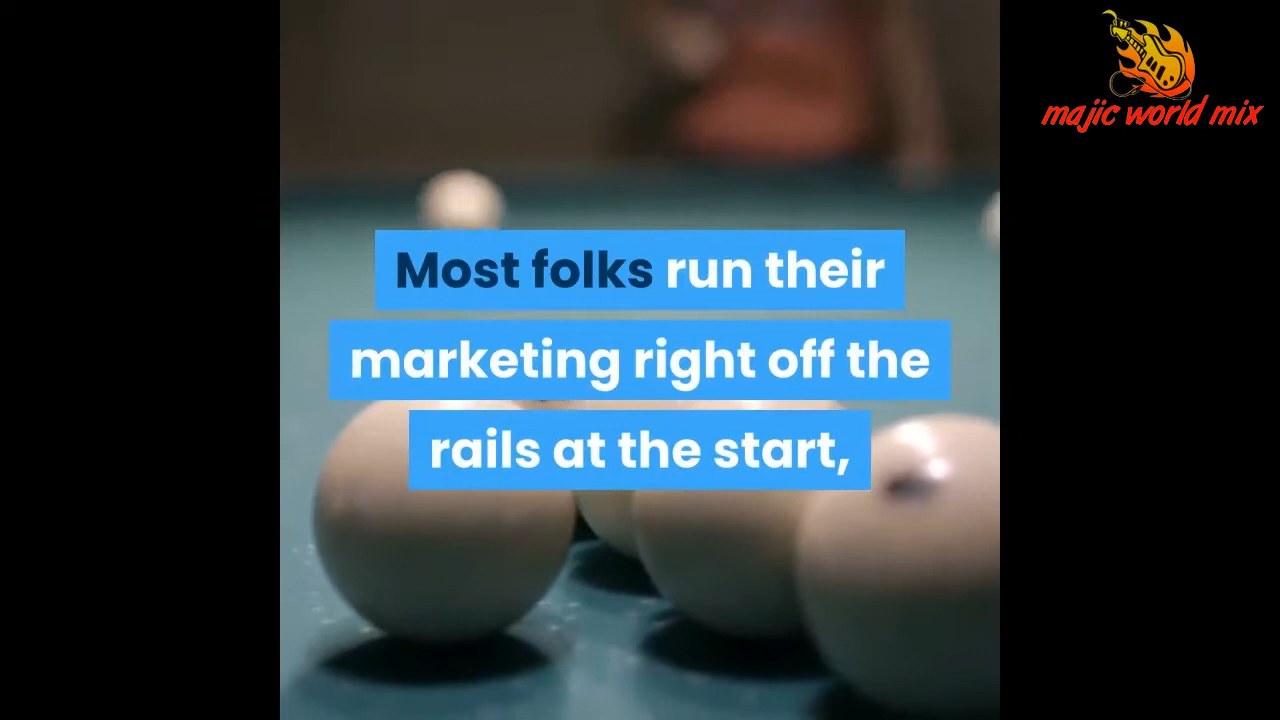 majic world mix
Most folks run their
marketing right off the
rails at the start,